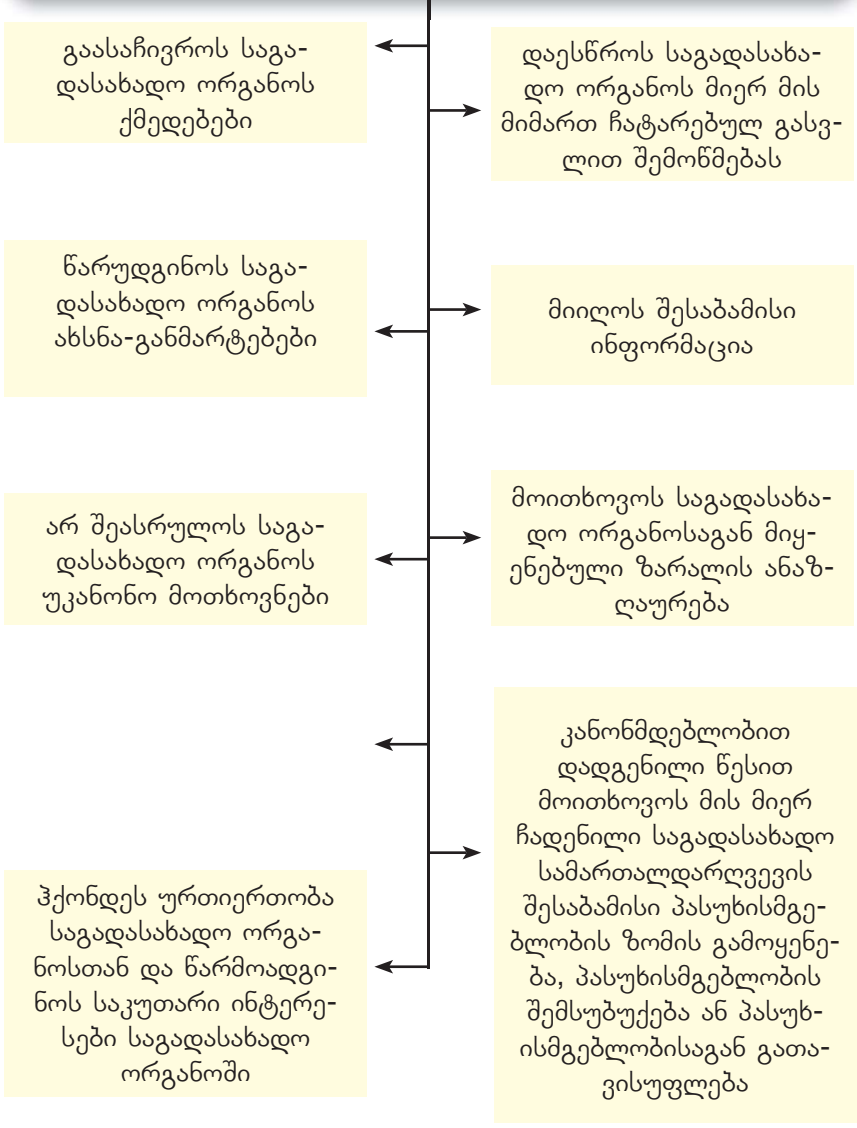 გაასაჩივროს საგა-
დასახადო ორგანოს
ქმედებები
დაესწროს საგადასახა-
დო ორგანოს მიერ მის
მიმართ ჩატარებულ გასვ-
ლით შემოწმებას
წარუდგინოს საგა-
დასახადო ორგანოს
ახსნა-განმარტებები
მიიღოს შესაბამისი
ინფორმაცია
არ შეასრულოს საგა-
დასახადო ორგანოს
უკანონო მოთხოვნები
მოითხოვოს საგადასახა-
დო ორგანოსაგან მიყ-
ენებული ზარალის ანაზ-
ღაურება
კანონმდებლობით
დადგენილი წესით
მოითხოვოს მის მიერ
ჩადენილი საგადასახადო
სამართალდარღვევის
შესაბამისი პასუხისმგე-
ბლობის ზომის გამოყენე-
ბა, პასუხისმგებლობის
შემსუბუქება ან პასუხ-
ისმგებლობისაგან გათა-
ვისუფლება
ჰქონდეს ურთიერთობა
საგადასახადო ორგა-
ნოსთან და წარმოადგი-
ნოს საკუთარი ინტერე-
სები საგადასახადო
ორგანოში